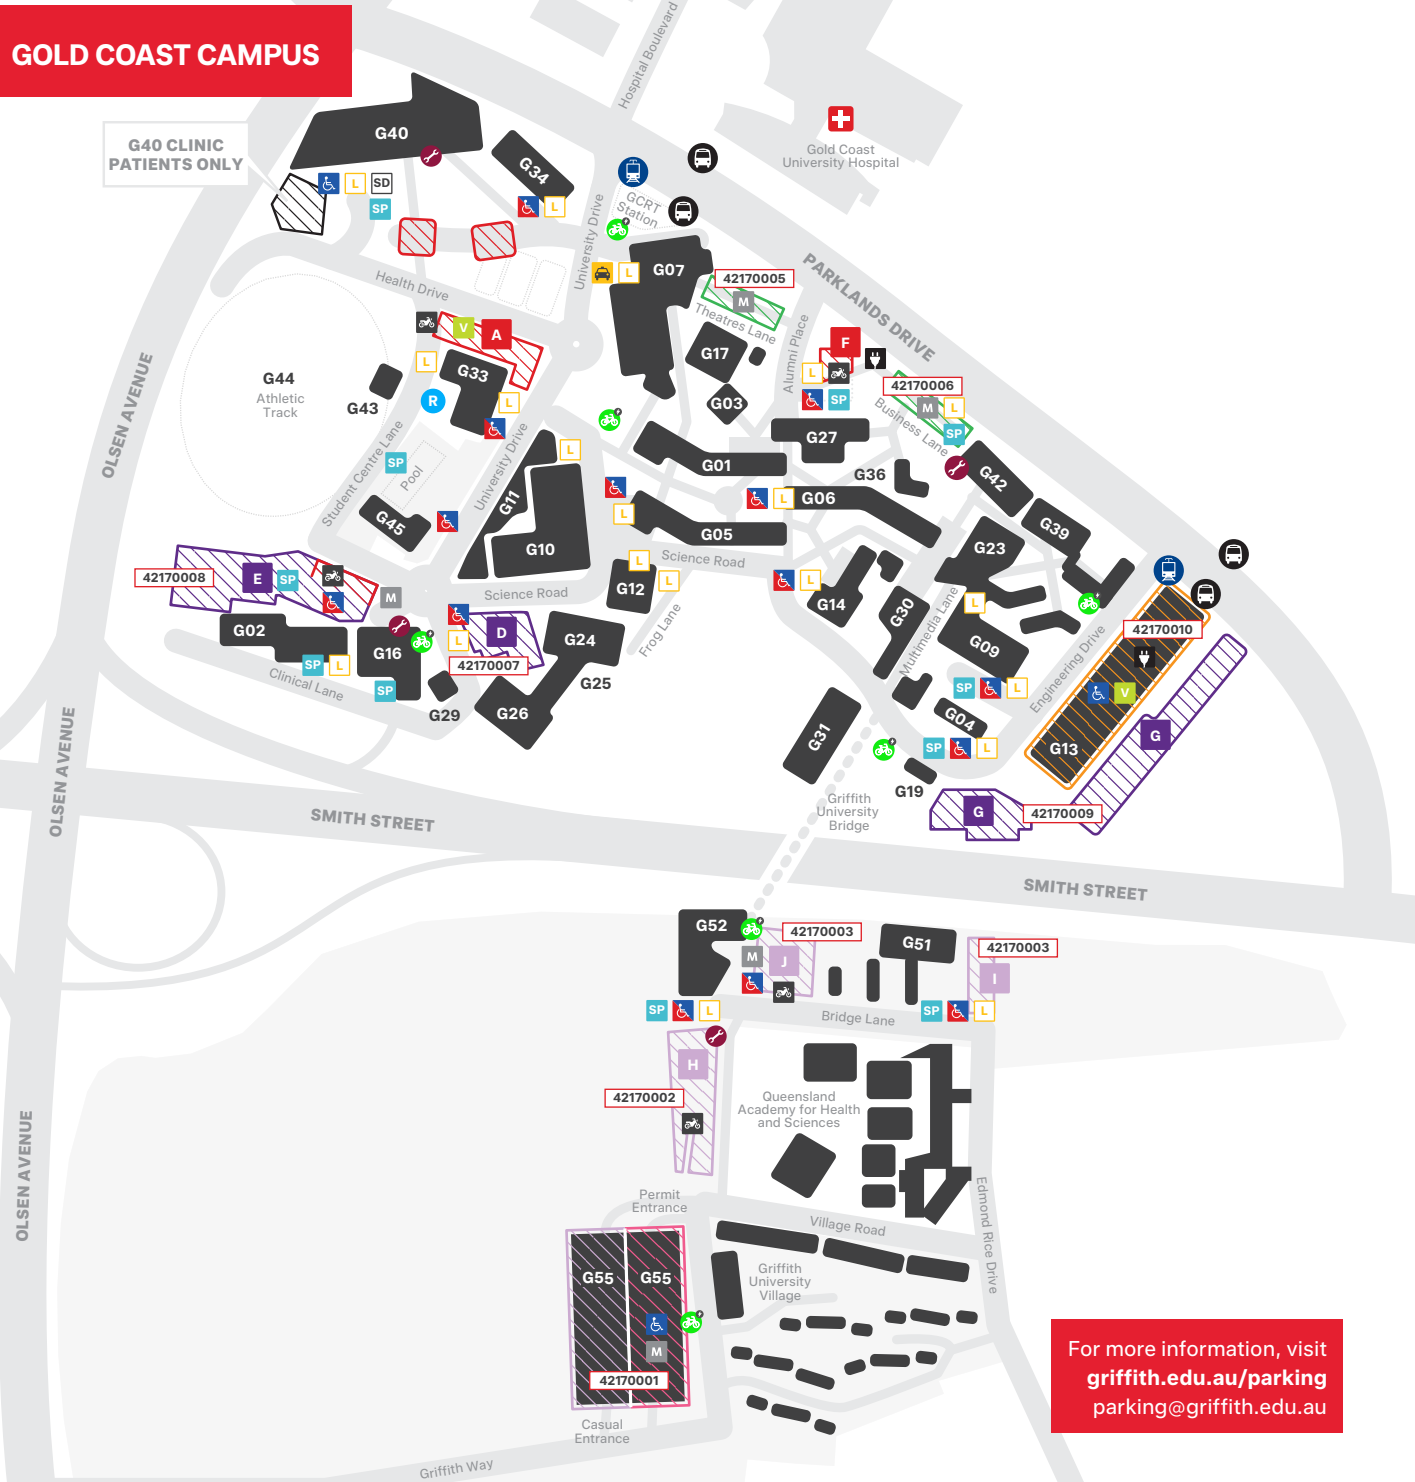 GOLD COAST CAMPUS
Hospital Boulevard
G40
G40 CLINIC
PATIENTS ONLY
G34
Gold Coast
University Hospital
L
SD
SP
L
GCRT
Station
University Drive
L
G07
PARKLANDS DRIVE
Health Drive
42170005
M
Theatres Lane
Alumni Place
V
A
F
G17
L
G33
L
G44
Athletic
Track
G43
R
L
G03
L
SP
42170006
M
L
SP
Business Lane
OLSEN AVENUE
Student Centre Lane
SP
Pool
University Drive
L
G27
G01
G36
G42
G11
G45
L
L
G06
G05
G39
G10
Science Road
G23
42170008
E
SP
L
G12
L
L
G14
G30
L
M
Science Road
Frog Lane
Multimedia Lane
G02
G16
L
D
G24
G09
42170010
42170007
SP
L
SP
Clinical Lane
G29
G25
G26
SP
L
Engineering Drive
V
G04
G31
SP
L
G13
G
OLSEN AVENUE
G19
Griffith
University
Bridge
G
42170009
SMITH STREET
SMITH STREET
G52
42170003
G51
42170003
M
J
I
SP
L
Bridge Lane
SP
L
H
42170002
Queensland
Academy for Health
and Sciences
OLSEN AVENUE
Permit
Entrance
Village Road
Edmond Rice Drive
G55
G55
Griffith
University
Village
M
42170001
Casual
Entrance
Griffith Way
For more information, visit
griffith.edu.au/parking
parking@griffith.edu.au